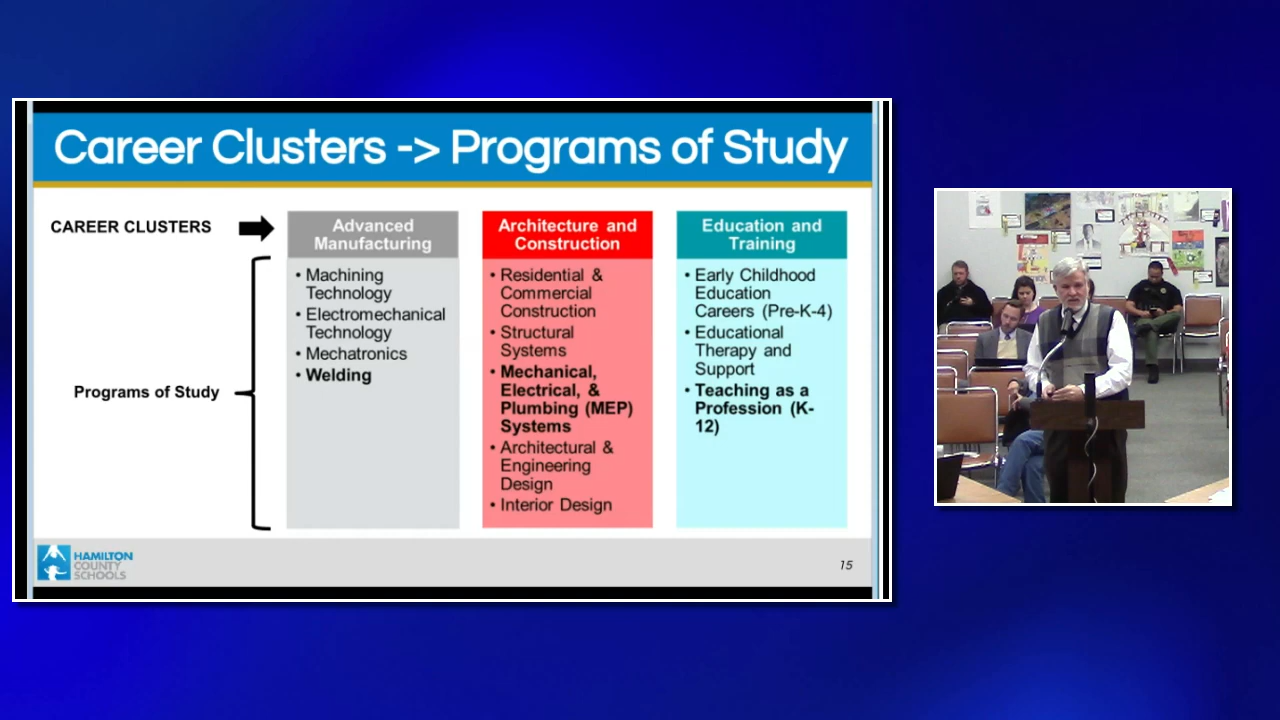 Career Clusters -> Programs of Study
CAREER CLUSTERS
Advanced
Manufacturing
• Machining
Technology
• Electromechanical
Technology
• Mechatronics
• Welding
Architecture and
Construction
• Residential &
Commercial
Construction
• Structural
Systems
• Mechanical,
Electrical, &
Plumbing (MEP)
Systems
• Architectural &
Engineering
Design
• Interior Design
Education and
Training
• Early Childhood
Education
Careers (Pre-K-4)
• Educational
Therapy and
Support
• Teaching as a
Profession (K-
12)
Programs of Study
HAMILTON
COUNTY
SCHOOLS
15